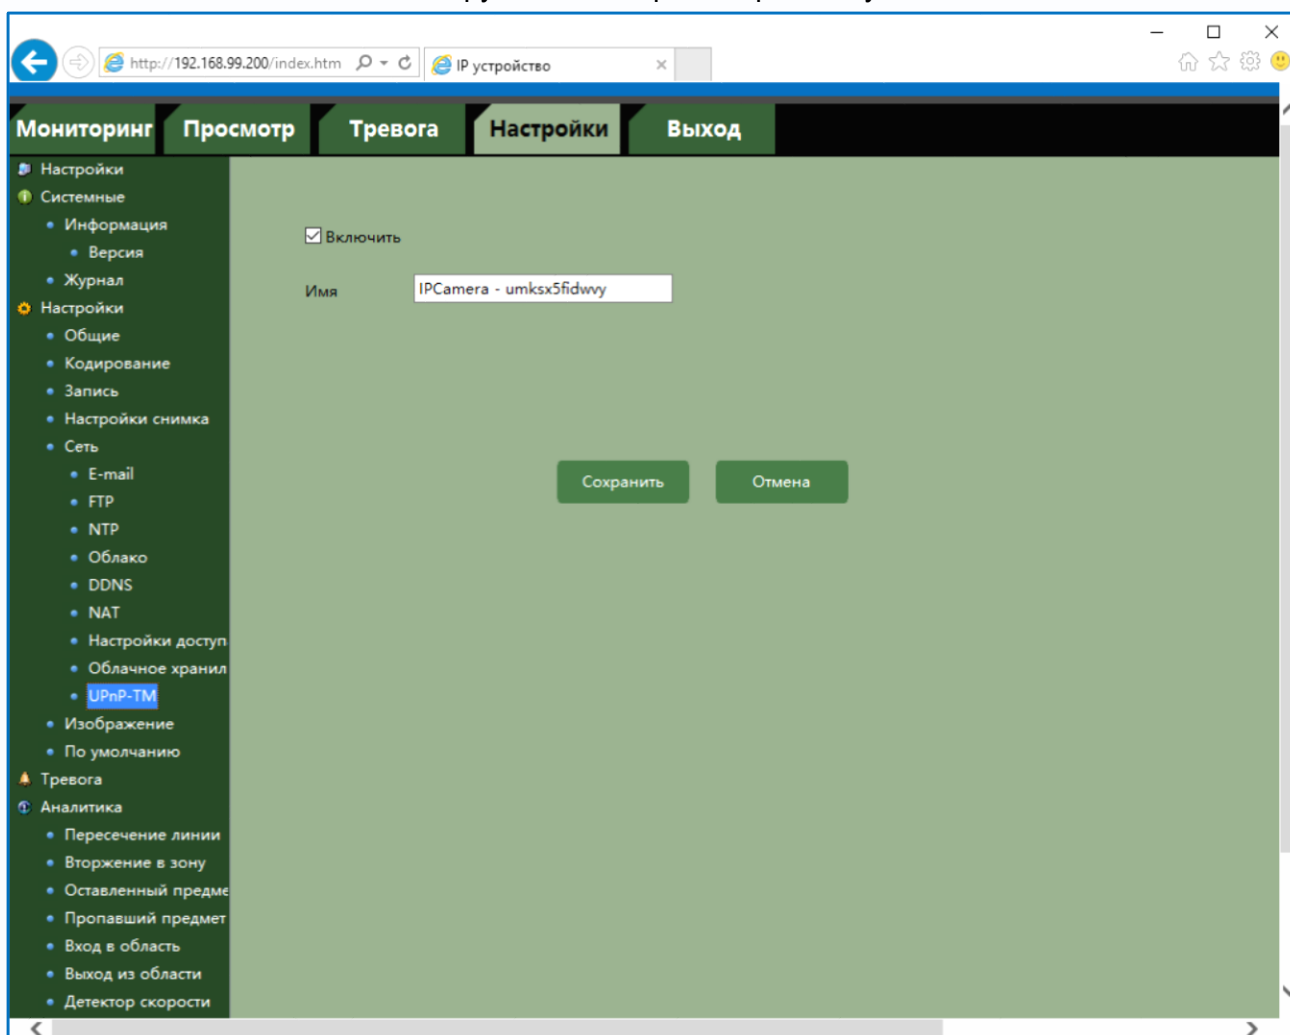 http://192.168.99.200/index.htm
IP устройство
Мониторинг Просмотр Тревога Настройки Выход
Настройки
Системные
Информация
Версия
Журнал
Настройки
Общие
Кодирование
Запись
Настройки снимка
Сеть
E-mail
FTP
NTP
Облако
DDNS
NAT
Настройки доступ
Облачное хранил
UPnP-TM
Изображение
По умолчанию
Тревога
Аналитика
Пересечение линии
Вторжение в зону
Оставленный предме
Пропавший предмет
Вход в область
Выход из области
Детектор скорости
Включить
Имя IPCamera - umksx5fidwvy
Сохранить Отмена